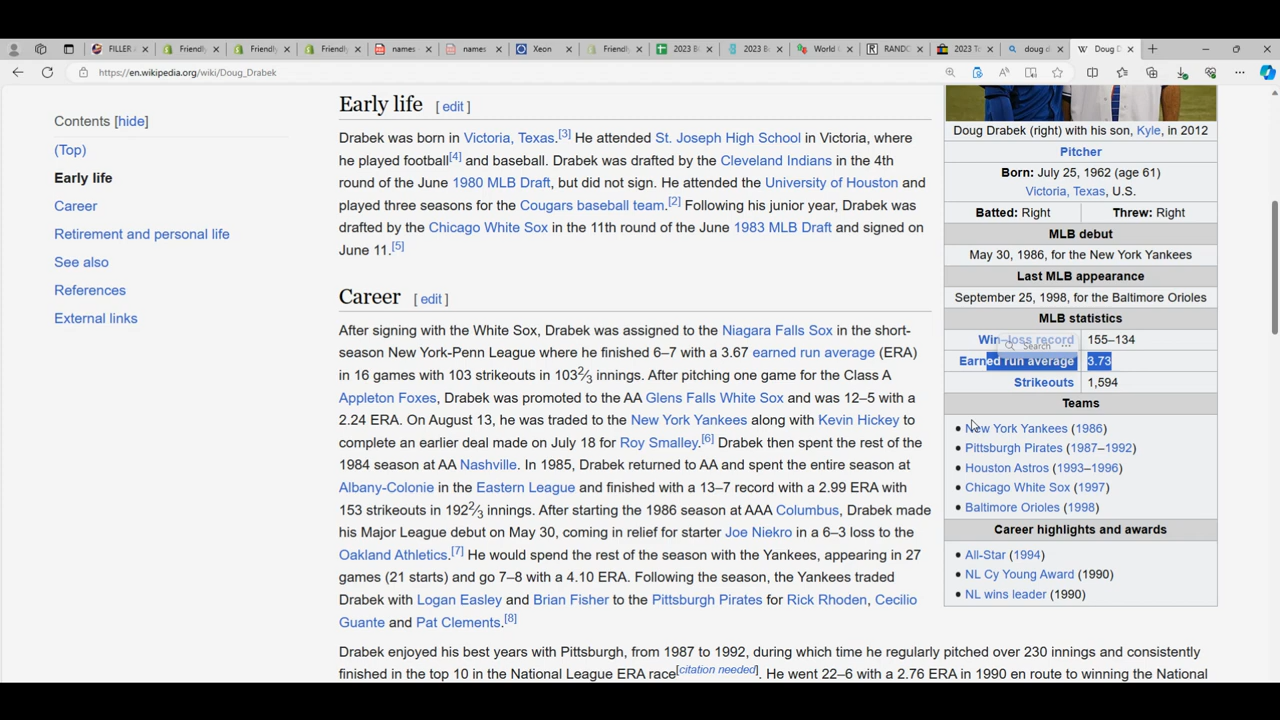 FILLER A
Friendly
Friendly
Friendly
names
names
Xeon
Friendly
2023 B
2023 B
World
RAND
2023 T
doug d
Doug D
https://en.wikipedia.org/wiki/Doug_Drabek
Contents [hide]
(Top)
Early life
Career
Retirement and personal life
See also
References
External links
Early life [ edit ]
Drabek was born in Victoria, Texas.[3] He attended St. Joseph High School in Victoria, where
he played football[4] and baseball. Drabek was drafted by the Cleveland Indians in the 4th
round of the June 1980 MLB Draft, but did not sign. He attended the University of Houston and
played three seasons for the Cougars baseball team.[2] Following his junior year, Drabek was
drafted by the Chicago White Sox in the 11th round of the June 1983 MLB Draft and signed on
June 11.[5]
Career [ edit ]
After signing with the White Sox, Drabek was assigned to the Niagara Falls Sox in the short-
season New York-Penn League where he finished 6–7 with a 3.67 earned run average (ERA)
in 16 games with 103 strikeouts in 103⅔ innings. After pitching one game for the Class A
Appleton Foxes, Drabek was promoted to the AA Glens Falls White Sox and was 12–5 with a
2.24 ERA. On August 13, he was traded to the New York Yankees along with Kevin Hickey to
complete an earlier deal made on July 18 for Roy Smalley.[6] Drabek then spent the rest of the
1984 season at AA Nashville. In 1985, Drabek returned to AA and spent the entire season at
Albany-Colonie in the Eastern League and finished with a 13–7 record with a 2.99 ERA with
153 strikeouts in 192⅔ innings. After starting the 1986 season at AAA Columbus, Drabek made
his Major League debut on May 30, coming in relief for starter Joe Niekro in a 6–3 loss to the
Oakland Athletics.[7] He would spend the rest of the season with the Yankees, appearing in 27
games (21 starts) and go 7–8 with a 4.10 ERA. Following the season, the Yankees traded
Drabek with Logan Easley and Brian Fisher to the Pittsburgh Pirates for Rick Rhoden, Cecilio
Guante and Pat Clements.[8]
Drabek enjoyed his best years with Pittsburgh, from 1987 to 1992, during which time he regularly pitched over 230 innings and consistently
finished in the top 10 in the National League ERA race[citation needed]. He went 22–6 with a 2.76 ERA in 1990 en route to winning the National
Doug Drabek (right) with his son, Kyle, in 2012
Pitcher
Born: July 25, 1962 (age 61)
Victoria, Texas, U.S.
Batted: Right Threw: Right
MLB debut
May 30, 1986, for the New York Yankees
Last MLB appearance
September 25, 1998, for the Baltimore Orioles
MLB statistics
Win–loss record 155–134
Search
Earned run average 3.73
Strikeouts 1,594
Teams
New York Yankees (1986)
Pittsburgh Pirates (1987–1992)
Houston Astros (1993–1996)
Chicago White Sox (1997)
Baltimore Orioles (1998)
Career highlights and awards
All-Star (1994)
NL Cy Young Award (1990)
NL wins leader (1990)